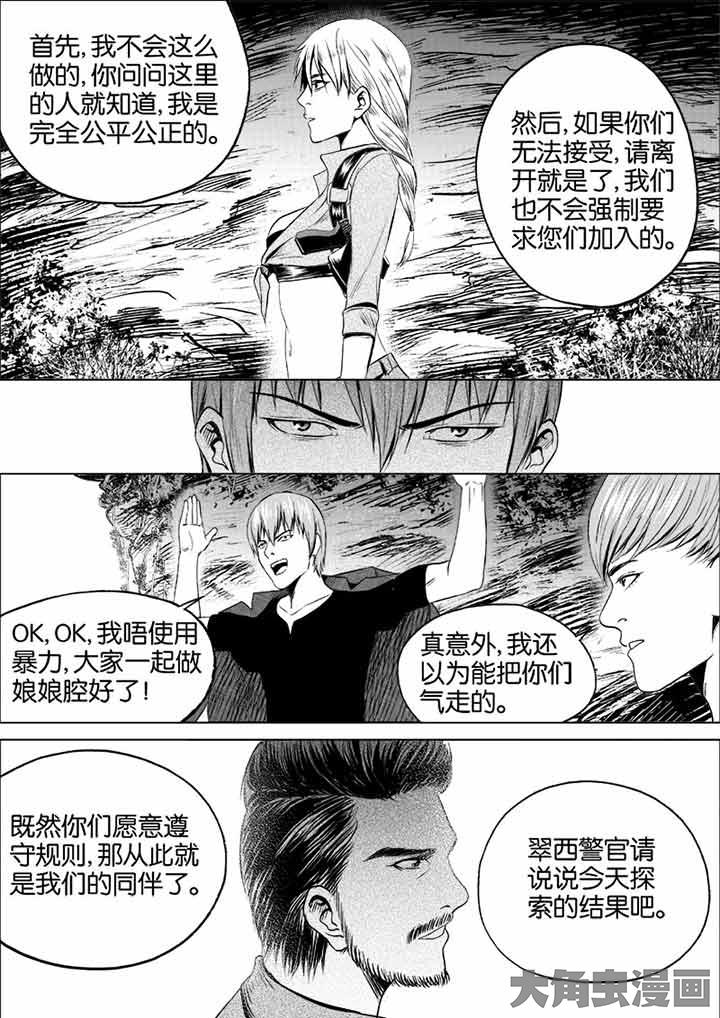 首先,我不会这么
做的,你问问这里
的人就知道,我是
完全公平公正的。
然后,如果你们
无法接受,请离
开就是了,我们
也不会强制要
求您们加入的。
OK,OK,我唔使用
暴力,大家一起做
娘娘腔好了!
真意外,我还
以为能把你们
气走的。
既然你们愿意遵
守规则,那从此就
是我们的同伴了。
翠西警官请
说说今天探
索的结果吧。
大角虫漫画